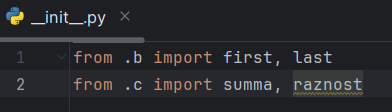 __init__.py ×
1 from .b import first, last
2 from .c import summa, raznost